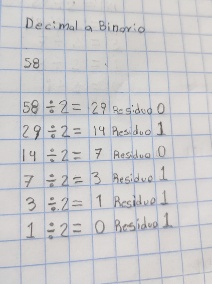 Decimal a Binario
58
58 ÷ 2 = 29 Residuo 0
29 ÷ 2 = 14 Residuo 1
14 ÷ 2 = 7 Residuo 0
7 ÷ 2 = 3 Residuo 1
3 ÷ 2 = 1 Residuo 1
1 ÷ 2 = 0 Residuo 1